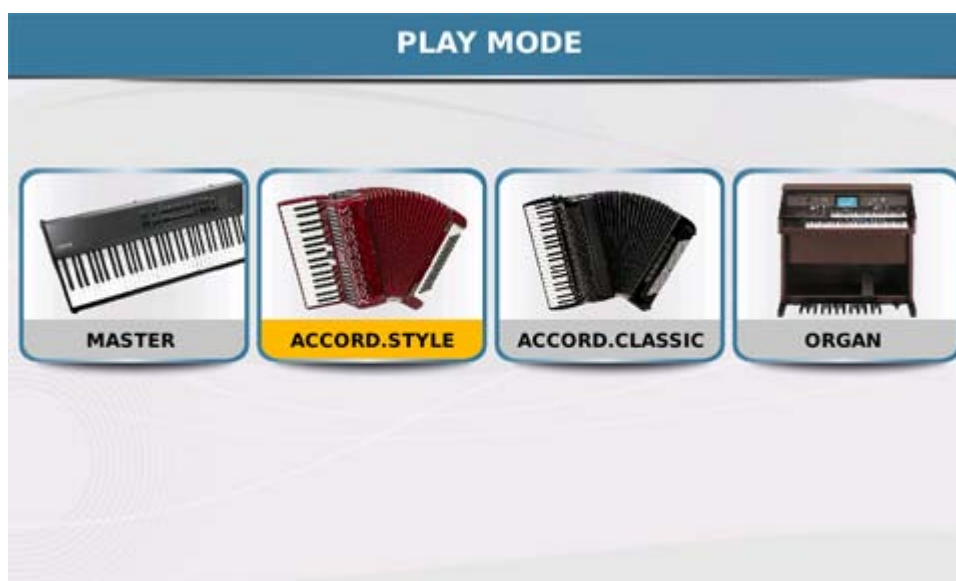 PLAY MODE
MASTER
ACCORD.STYLE
ACCORD.CLASSIC
ORGAN